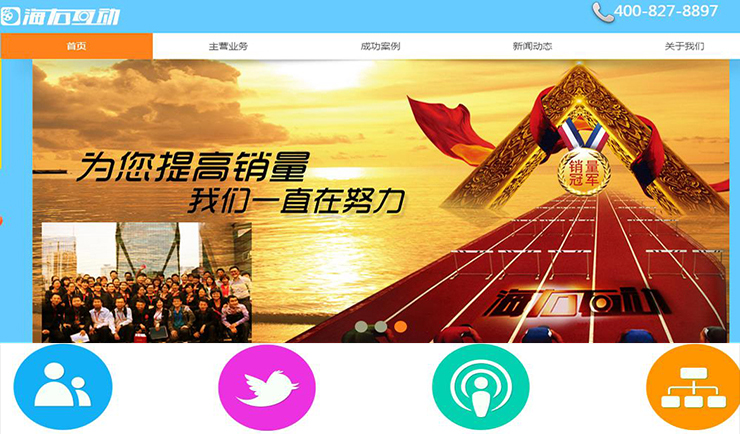 海右互动
400-827-8897
首页
主营业务
成功案例
新闻动态
关于我们
为您提高销量
我们一直在努力
销量
冠军
海右互动